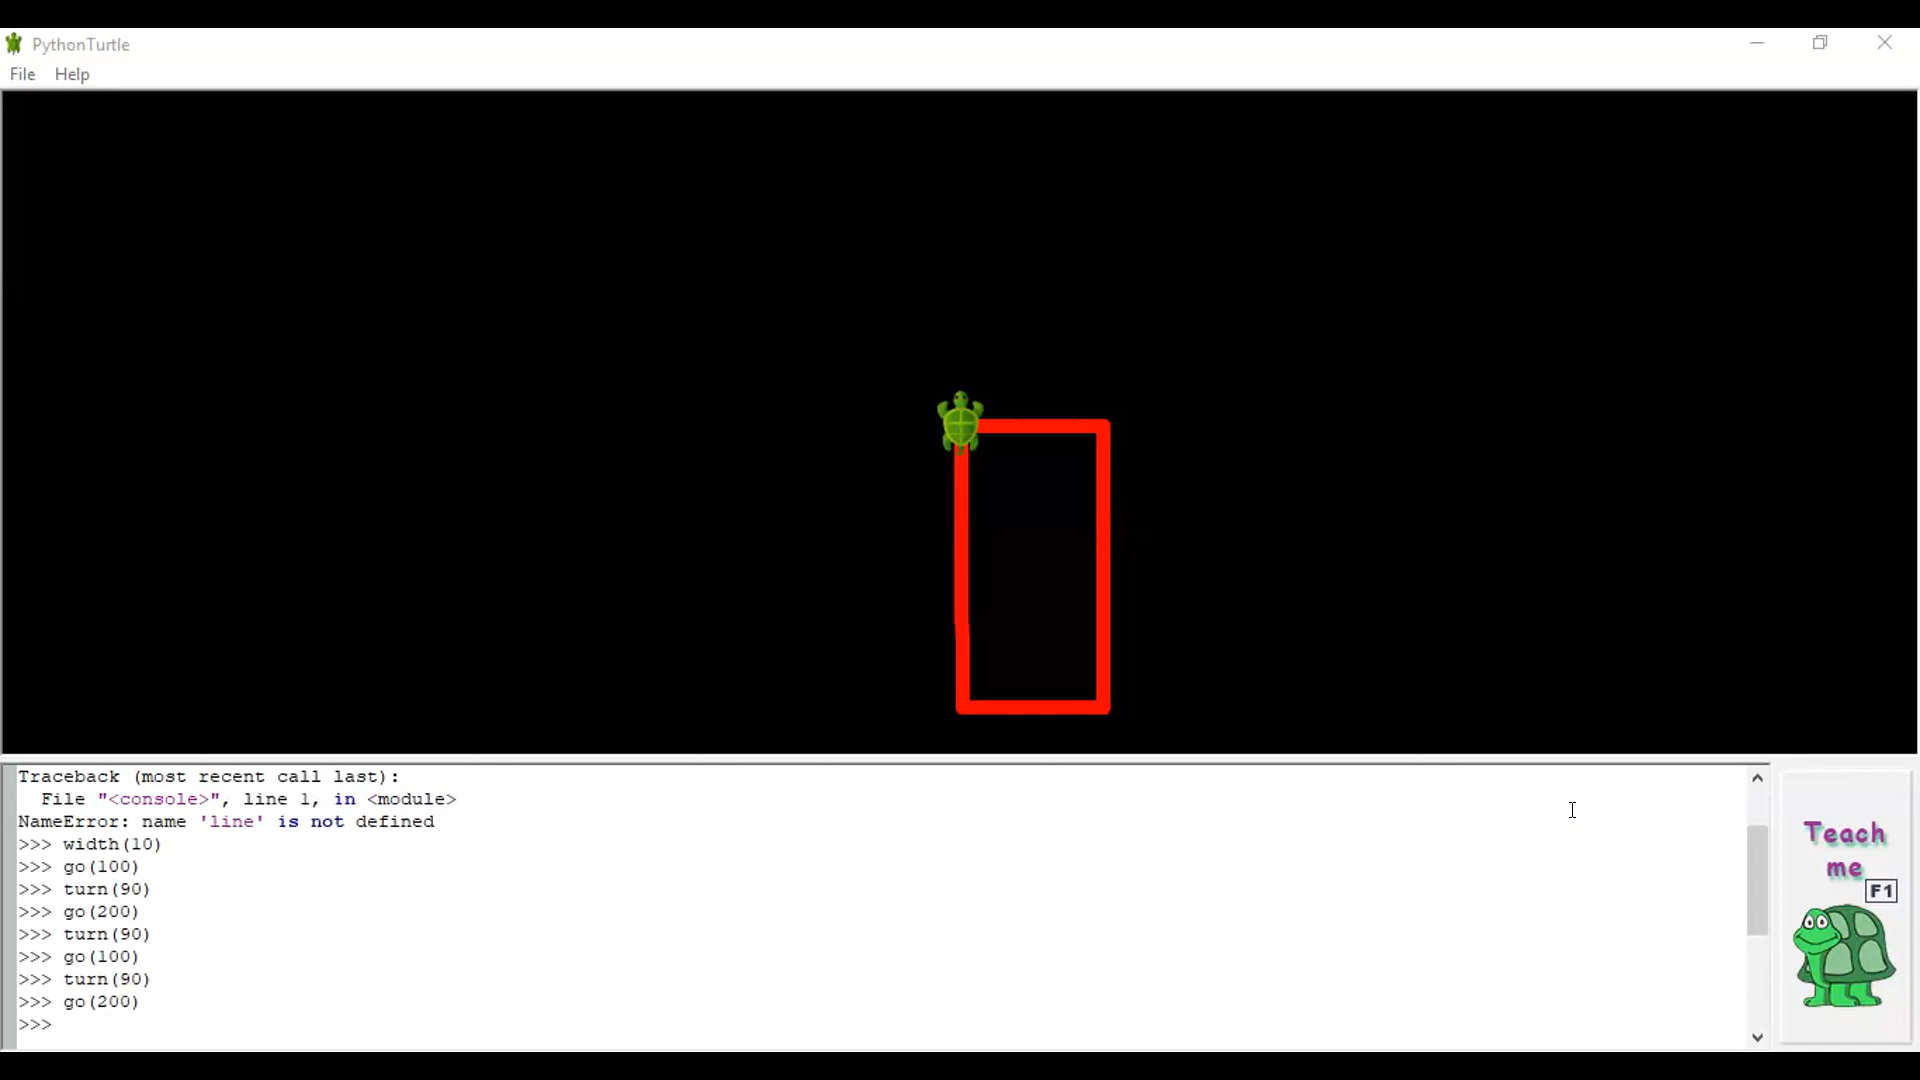 PythonTurtle
File Help
Traceback (most recent call last):
  File "<console>", line 1, in <module>
NameError: name 'line' is not defined
>>> width(10)
>>> go(100)
>>> turn(90)
>>> go(200)
>>> turn(90)
>>> go(100)
>>> turn(90)
>>> go(200)
>>>
Teach
me
F1